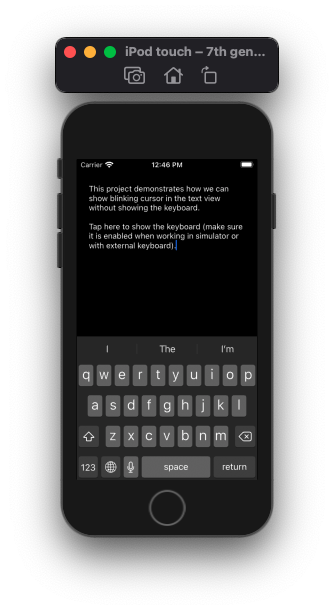 iPod touch – 7th gen...
Carrier
12:46 PM
This project demonstrates how we can
show blinking cursor in the text view
without showing the keyboard.
Tap here to show the keyboard (make sure
it is enabled when working in simulator or
with external keyboard).
I The I'm
q w e r t y u i o p
a s d f g h j k l
z x c v b n m
123 space return